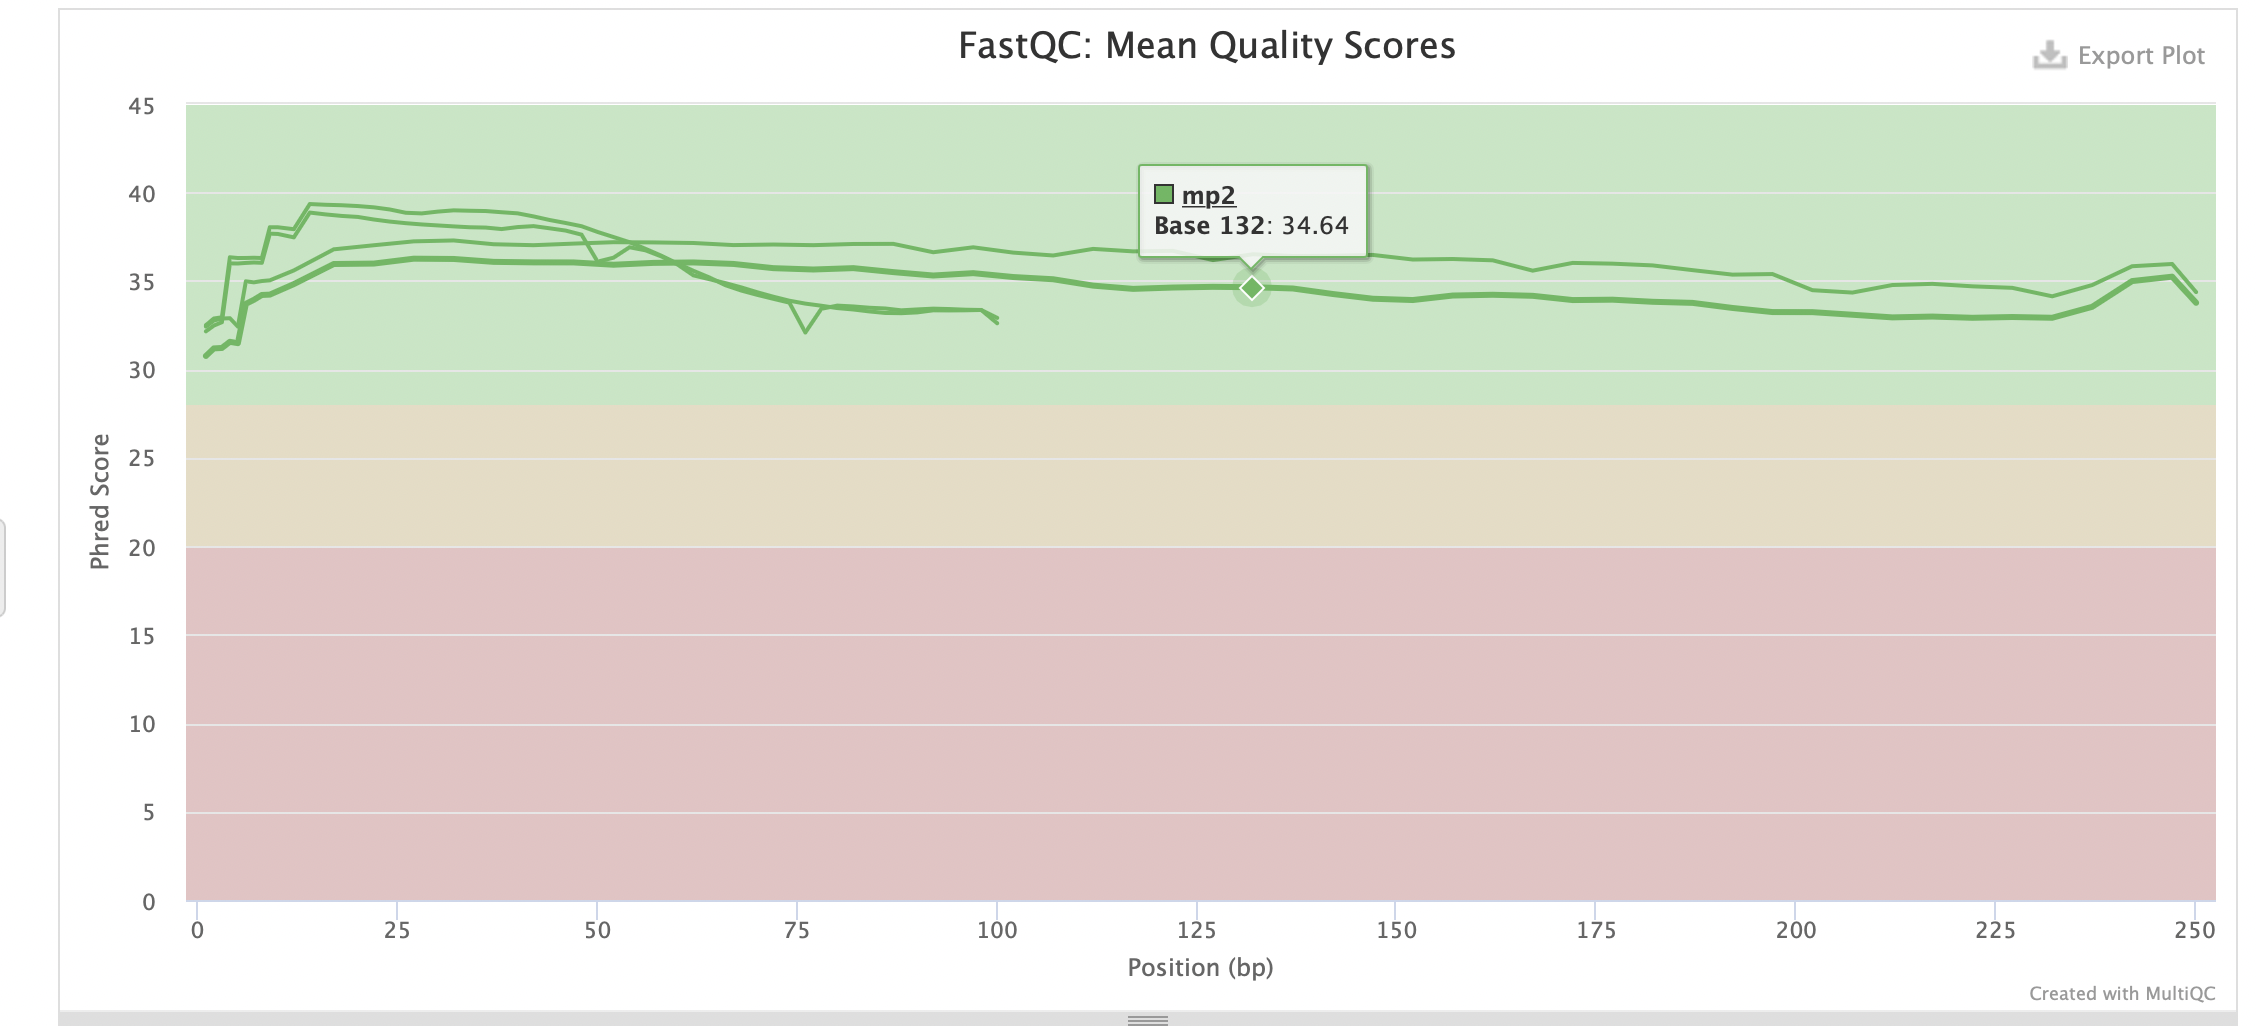 FastQC: Mean Quality Scores
Export Plot
45
40
35
30
25
20
15
10
5
0
Phred Score
mp2
Base 132: 34.64
0 25 50 75 100 125 150 175 200 225 250
Position (bp)
Created with MultiQC